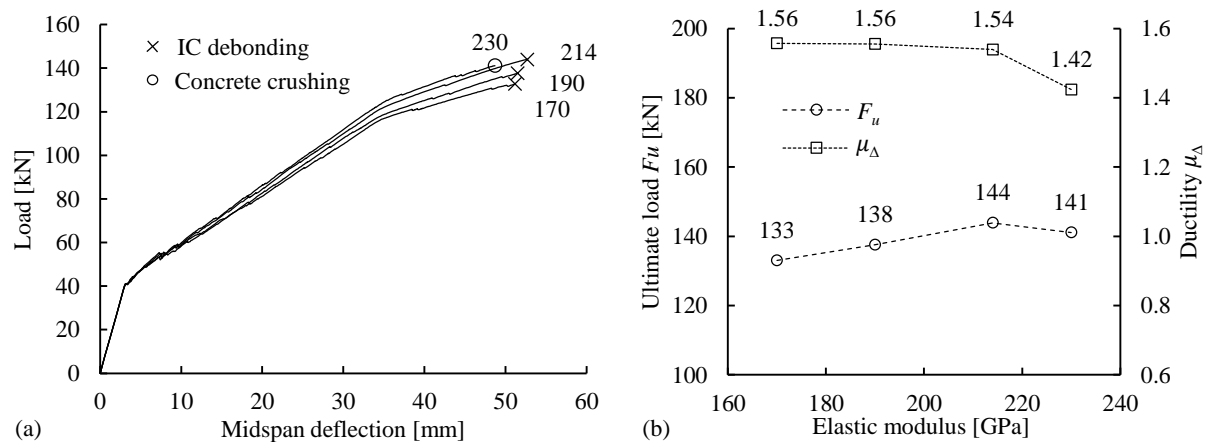 160
140
120
100
80
60
40
20
0
Load [kN]
IC debonding
Concrete crushing
230
214
190
170
0 10 20 30 40 50 60
(a) Midspan deflection [mm]
200
180
160
140
120
100
Ultimate load Fu [kN]
1.56 1.56 1.54 1.42
F_u
μ_Δ
133 138 144 141
1.6
1.4
1.2
1.0
0.8
0.6
Ductility μ_Δ
160 180 200 220 240
(b) Elastic modulus [GPa]